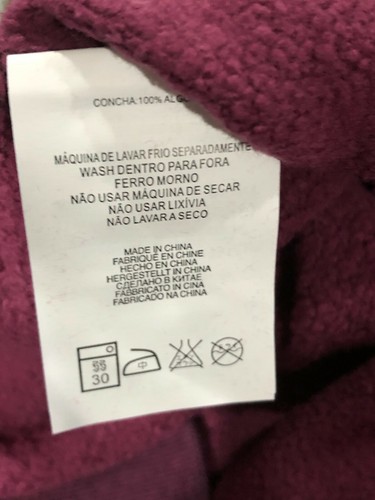 CONCHA:100%
MÁQUINA DE LAVAR FRIO SEPARADAMENTE
WASH DENTRO PARA FORA
FERRO MORNO
NÃO USAR MÁQUINA DE SECAR
NÃO USAR LIXÍVIA
NÃO LAVAR A SECO
MADE IN CHINA
FABRIQUÉ EN CHINE
HECHO EN CHINA
HERGESTELLT IN CHINA
СДЕЛАНО В КИТАЕ
FABBRICATO IN CINA
FABRICADO NA CHINA
30